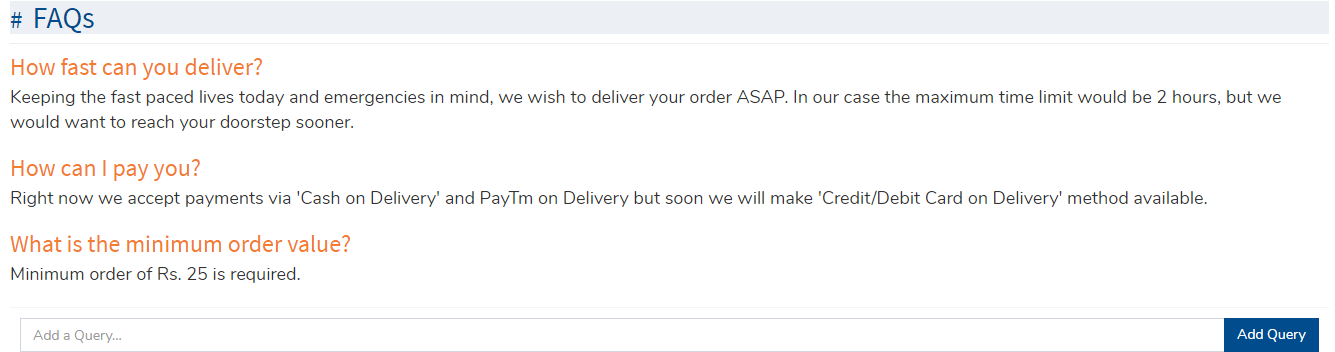 # FAQs
How fast can you deliver?
Keeping the fast paced lives today and emergencies in mind, we wish to deliver your order ASAP. In our case the maximum time limit would be 2 hours, but we
would want to reach your doorstep sooner.
How can I pay you?
Right now we accept payments via 'Cash on Delivery' and PayTm on Delivery but soon we will make 'Credit/Debit Card on Delivery' method available.
What is the minimum order value?
Minimum order of Rs. 25 is required.
Add a Query...
Add Query